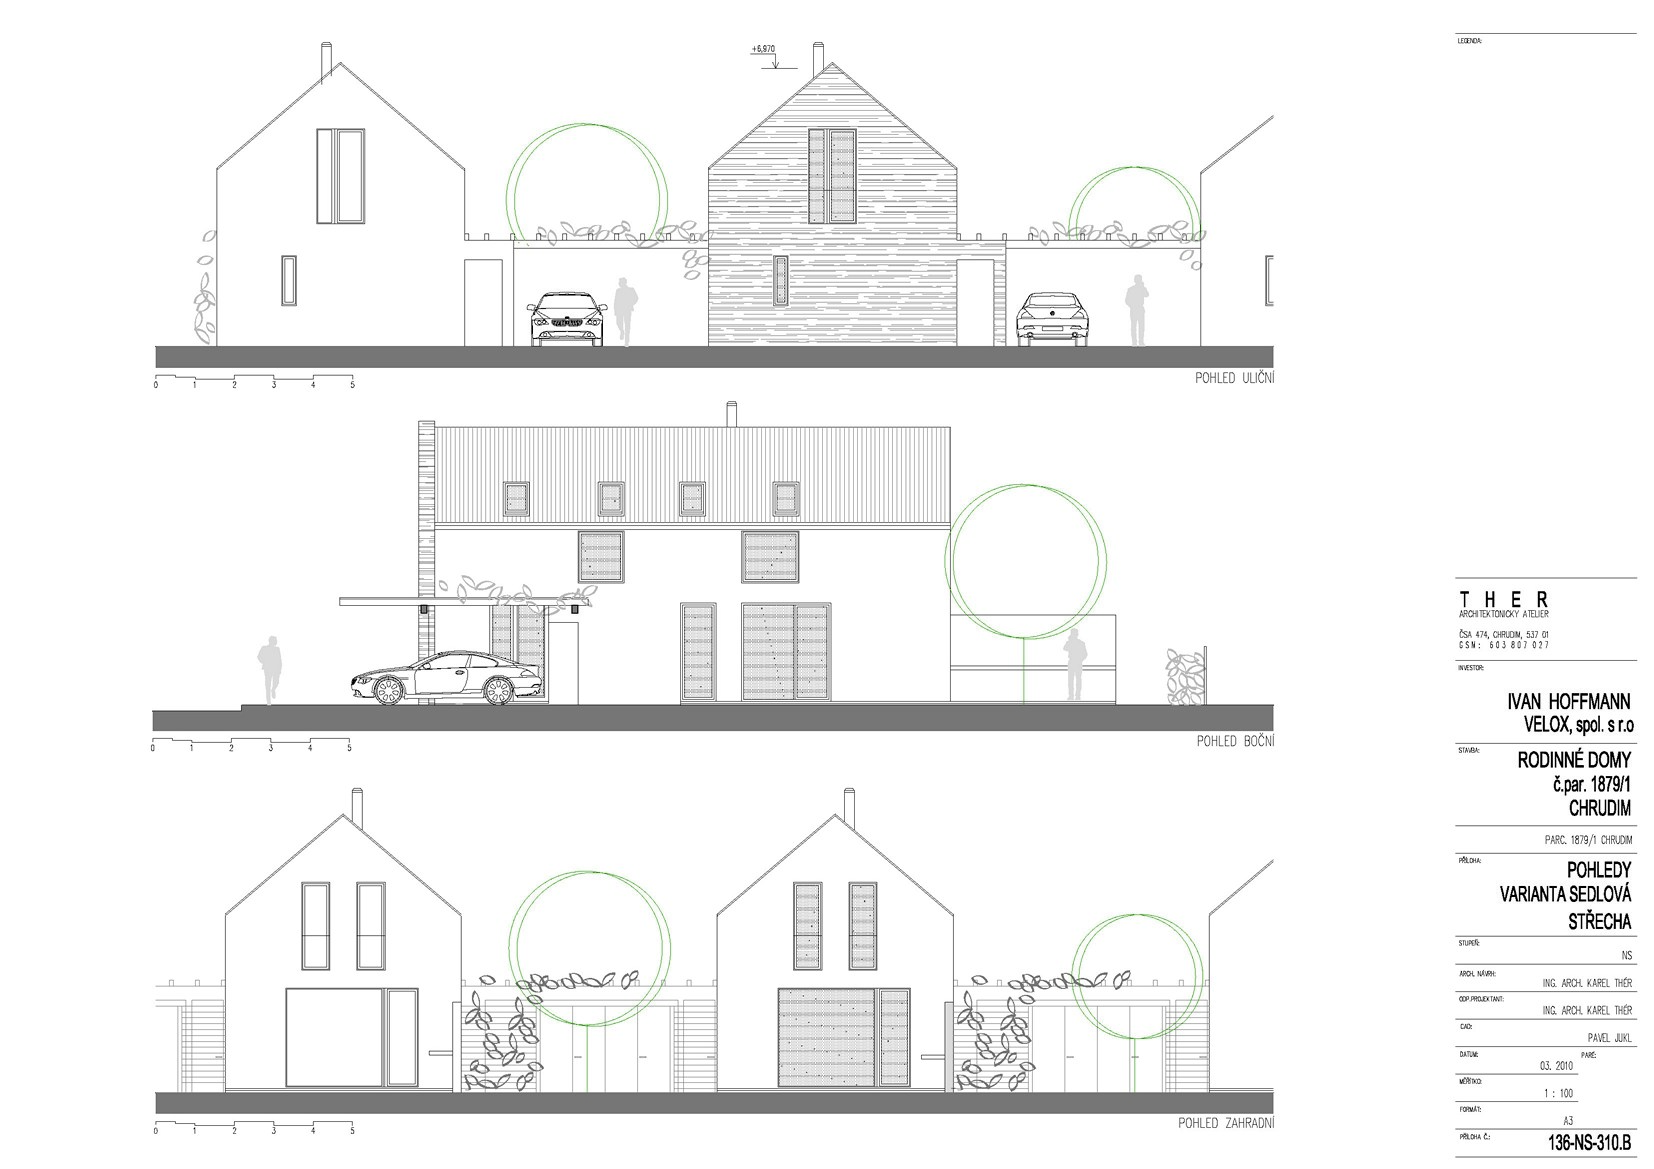 +6,970
0 1 2 3 4 5
POHLED ULIČNÍ
0 1 2 3 4 5
POHLED BOČNÍ
0 1 2 3 4 5
POHLED ZAHRADNÍ
LEGENDA:
THER
ARCHITEKTONICKÝ ATELIER
ČSA 474, CHRUDIM, 537 01
GSN: 603 807 027
INVESTOR:
IVAN HOFFMANN
VELOX, spol. s r.o
STAVBA:
RODINNÉ DOMY
č.par. 1879/1
CHRUDIM
PARC. 1879/1 CHRUDIM
PŘÍLOHA:
POHLEDY
VARIANTA SEDLOVÁ
STŘECHA
STUPEŇ:
NS
ARCH. NÁVRH:
ING. ARCH. KAREL THÉR
ODP.PROJEKTANT:
ING. ARCH. KAREL THÉR
CAD:
PAVEL JUKL
DATUM: PARÉ:
03. 2010
MĚŘÍTKO:
1 : 100
FORMÁT:
A3
PŘÍLOHA Č.: 136-NS-310.B